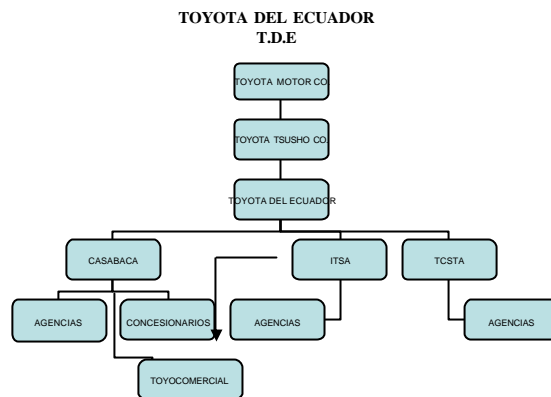 TOYOTA DEL ECUADOR
T.D.E
TOYOTA MOTOR CO.
TOYOTA TSUSHO CO.
TOYOTA DEL ECUADOR
CASABACA
ITSA
TCSTA
AGENCIAS
CONCESIONARIOS
AGENCIAS
AGENCIAS
TOYOCOMERCIAL